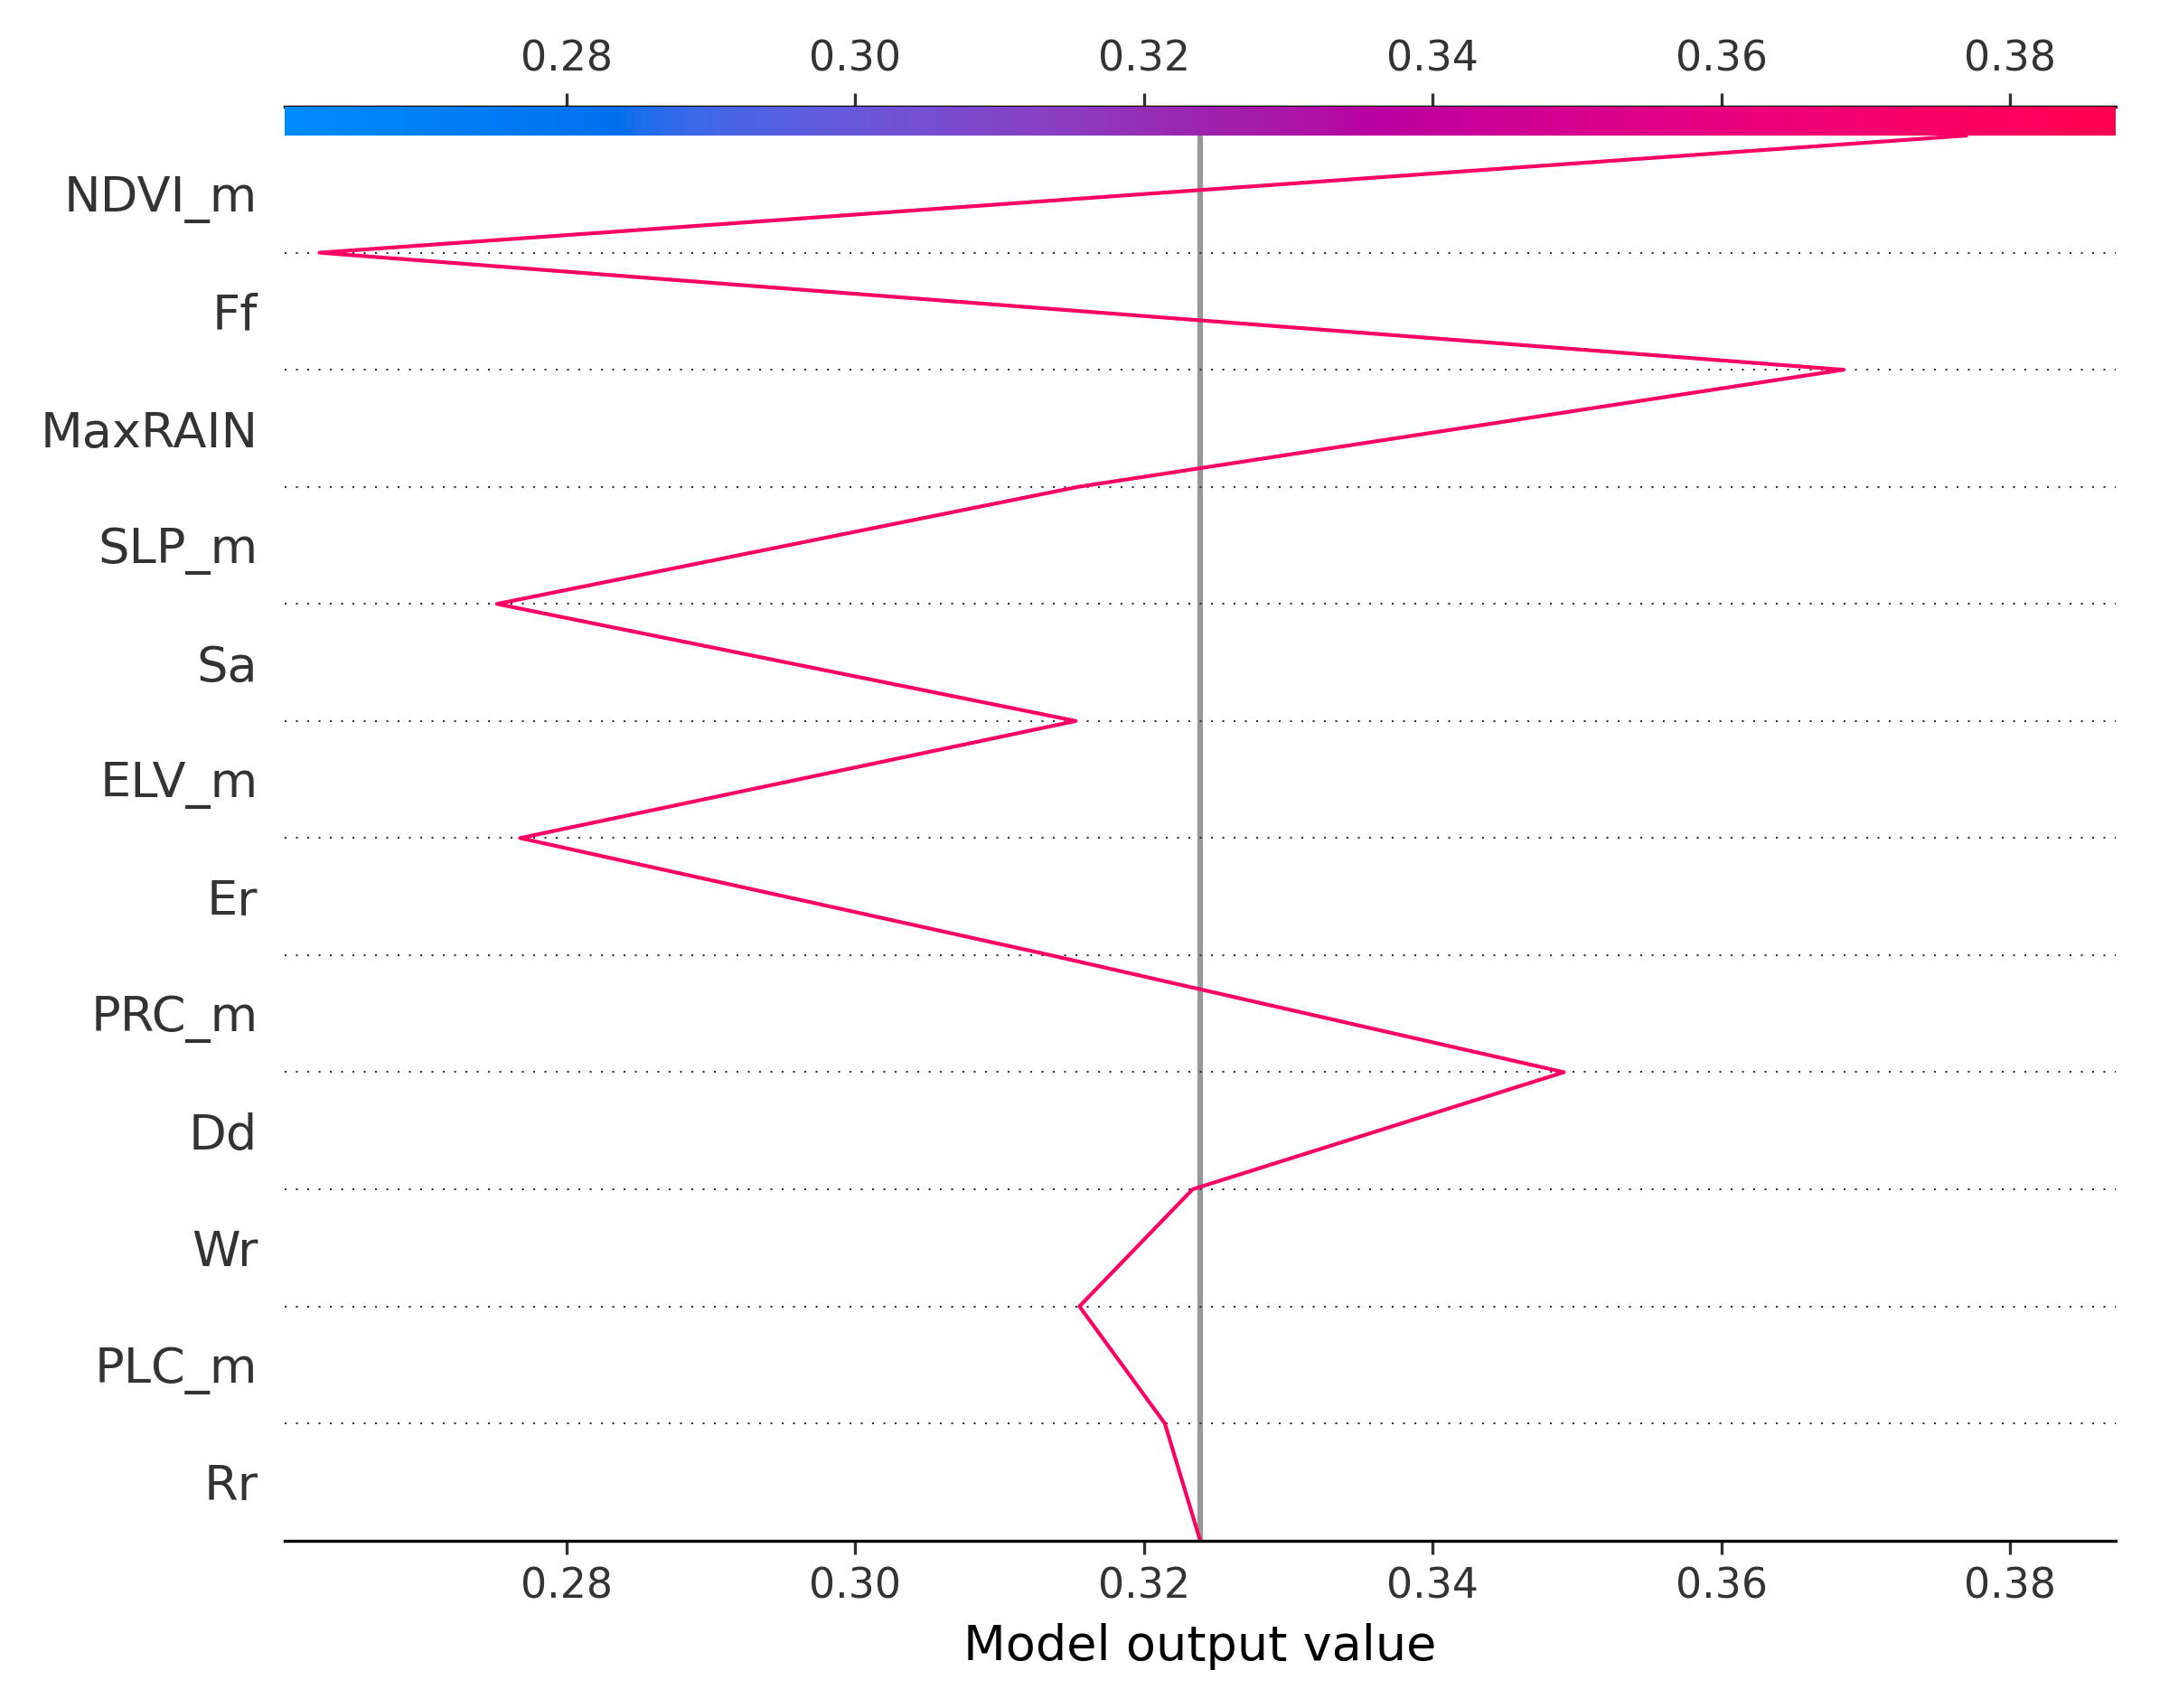 0.28 0.30 0.32 0.34 0.36 0.38
NDVI_m
Ff
MaxRAIN
SLP_m
Sa
ELV_m
Er
PRC_m
Dd
Wr
PLC_m
Rr
0.28 0.30 0.32 0.34 0.36 0.38
Model output value